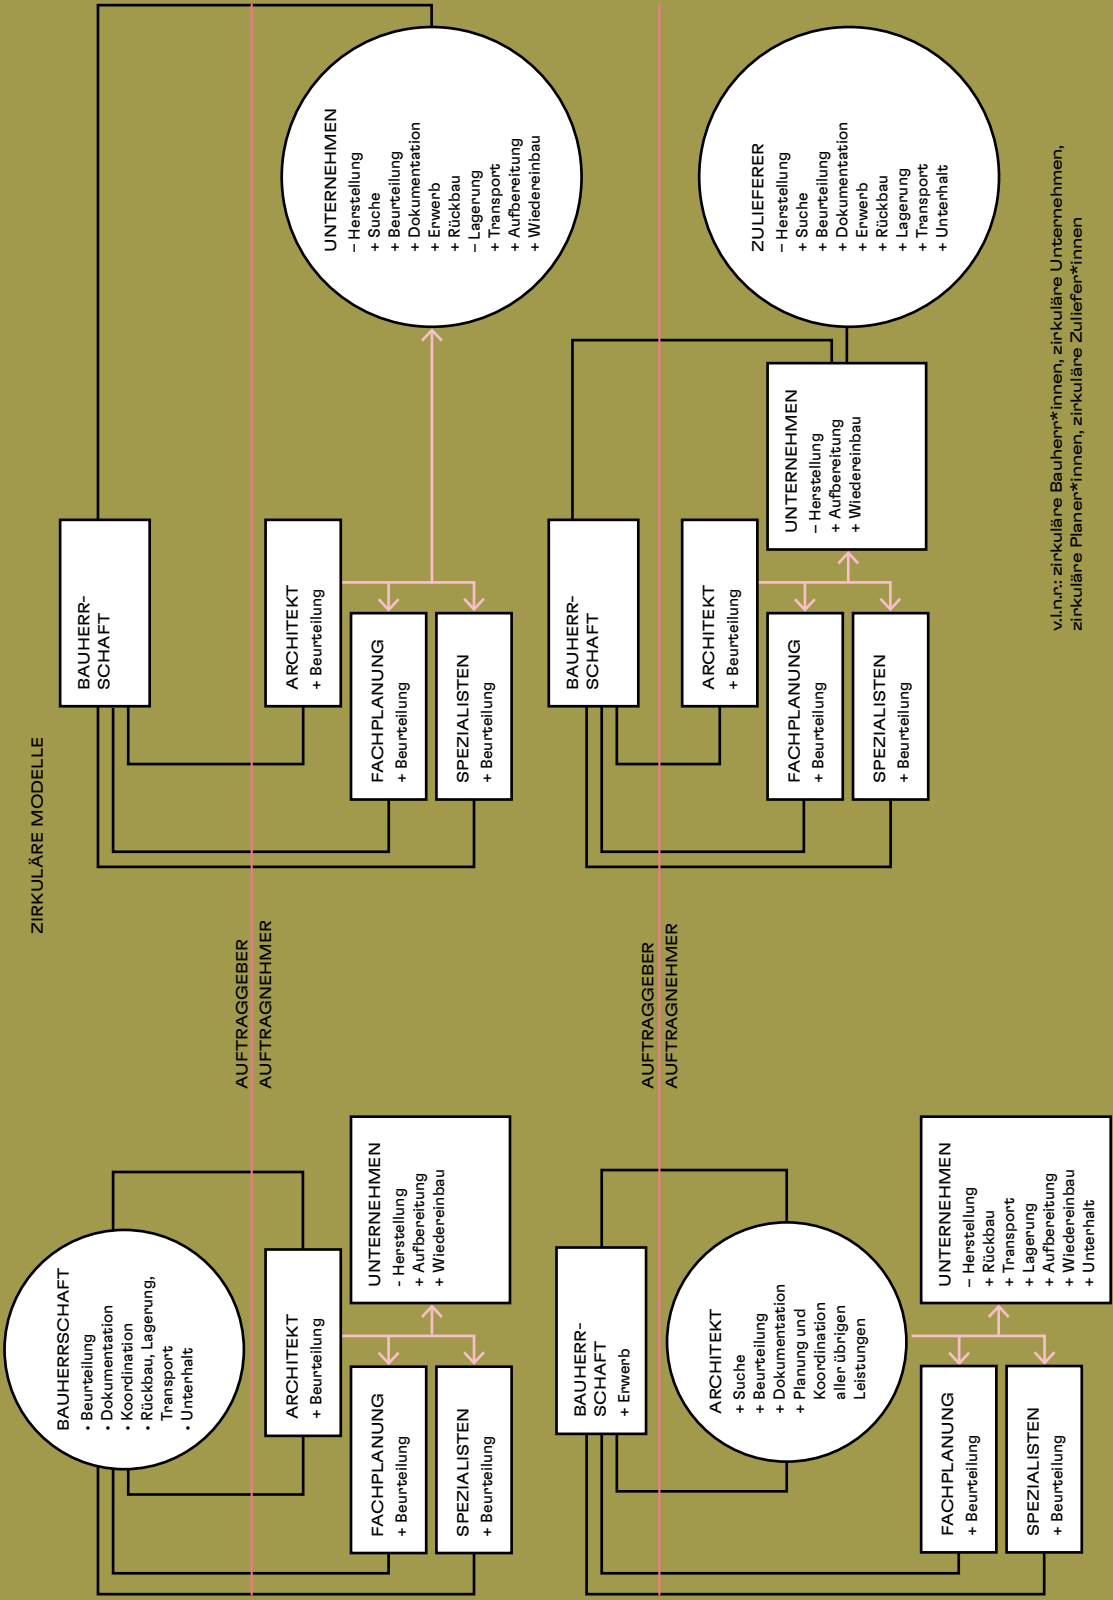 ZIRKULÄRE MODELLE
BAUHERRSCHAFT
• Beurteilung
• Dokumentation
• Koordination
• Rückbau, Lagerung,
Transport
• Unterhalt
AUFTRAGGEBER
AUFTRAGNEHMER
ARCHITEKT
+ Beurteilung
FACHPLANUNG
+ Beurteilung
SPEZIALISTEN
+ Beurteilung
UNTERNEHMEN
- Herstellung
+ Aufbereitung
+ Wiedereinbau
BAUHERR-
SCHAFT
ARCHITEKT
+ Beurteilung
FACHPLANUNG
+ Beurteilung
SPEZIALISTEN
+ Beurteilung
UNTERNEHMEN
– Herstellung
+ Suche
+ Beurteilung
+ Dokumentation
+ Erwerb
+ Rückbau
– Lagerung
+ Transport
+ Aufbereitung
+ Wiedereinbau
BAUHERR-
SCHAFT
+ Erwerb
AUFTRAGGEBER
AUFTRAGNEHMER
ARCHITEKT
+ Suche
+ Beurteilung
+ Dokumentation
+ Planung und
Koordination
aller übrigen
Leistungen
FACHPLANUNG
+ Beurteilung
SPEZIALISTEN
+ Beurteilung
UNTERNEHMEN
– Herstellung
+ Rückbau
+ Transport
+ Lagerung
+ Aufbereitung
+ Wiedereinbau
+ Unterhalt
BAUHERR-
SCHAFT
ARCHITEKT
+ Beurteilung
FACHPLANUNG
+ Beurteilung
SPEZIALISTEN
+ Beurteilung
UNTERNEHMEN
– Herstellung
+ Aufbereitung
+ Wiedereinbau
ZULIEFERER
– Herstellung
+ Suche
+ Beurteilung
+ Dokumentation
+ Erwerb
+ Rückbau
+ Lagerung
+ Transport
+ Unterhalt
v.l.n.r.: zirkuläre Bauherr*innen, zirkuläre Unternehmen,
zirkuläre Planer*innen, zirkuläre Zuliefer*innen